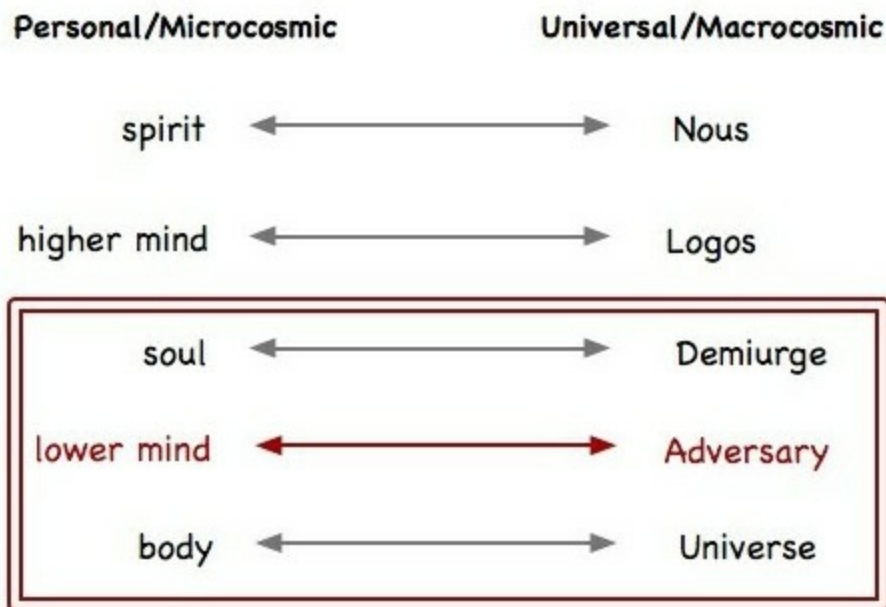 Personal/Microcosmic Universal/Macrocosmic
spirit Nous
higher mind Logos
soul Demiurge
lower mind Adversary
body Universe